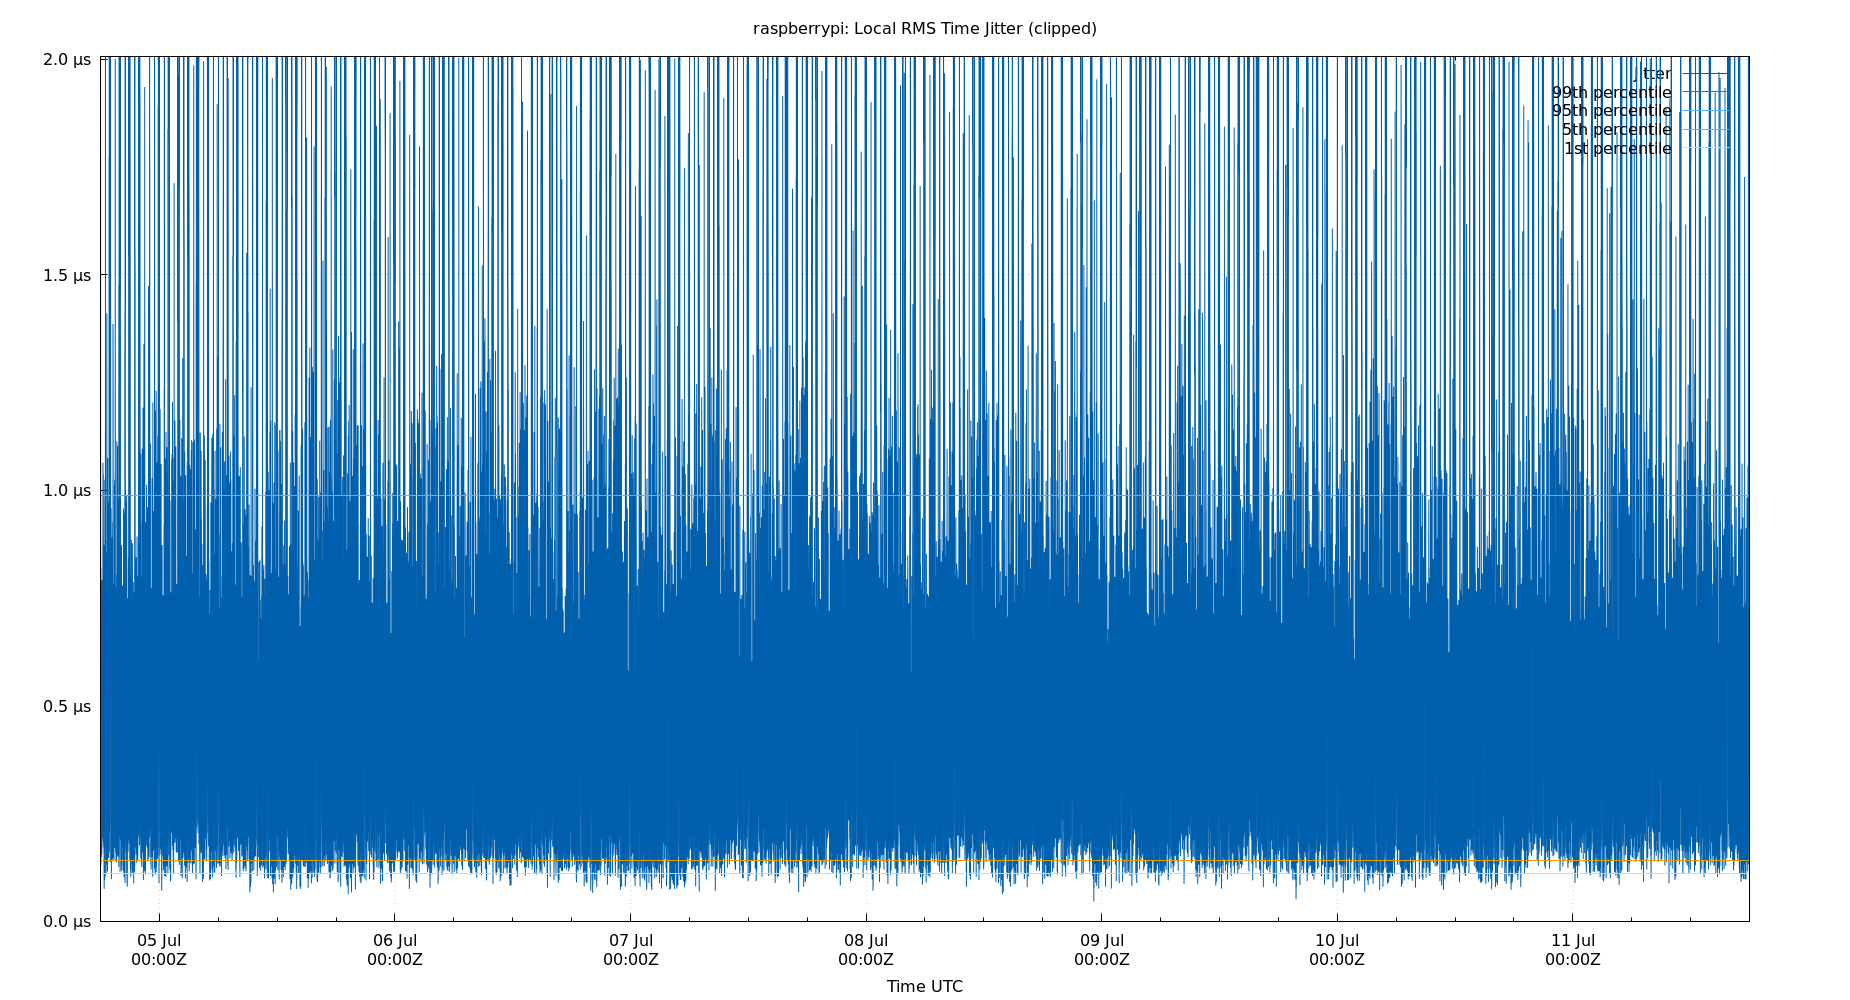 raspberrypi: Local RMS Time Jitter (clipped)
2.0 µs
jitter
99th percentile
95th percentile
5th percentile
1st percentile
1.5 µs
1.0 µs
0.5 µs
0.0 µs
05 Jul 06 Jul 07 Jul 08 Jul 09 Jul 10 Jul 11 Jul
00:00Z 00:00Z 00:00Z 00:00Z 00:00Z 00:00Z 00:00Z
Time UTC